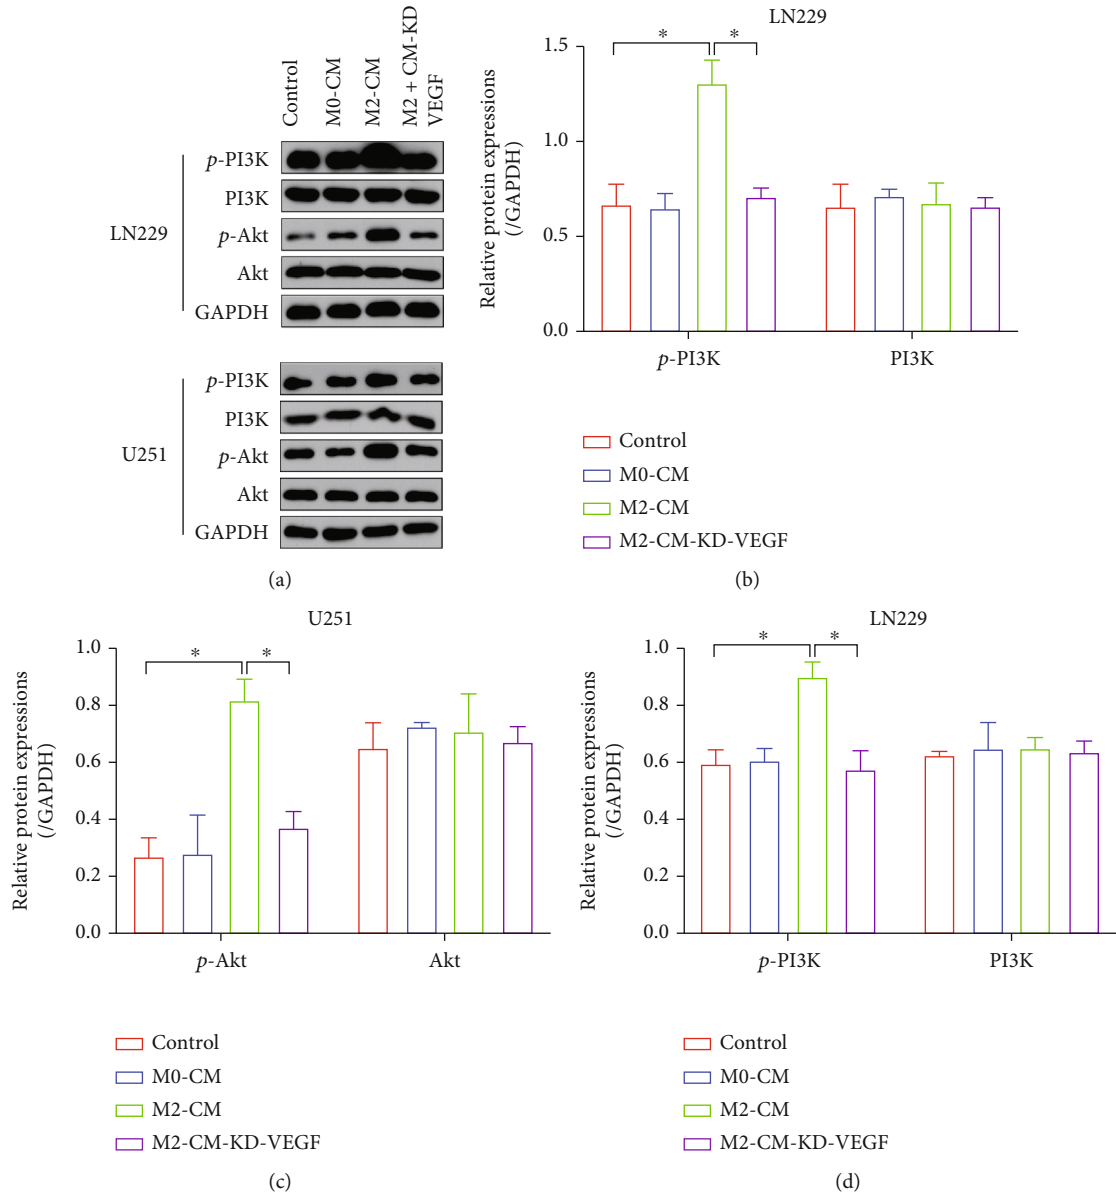 Control
M0-CM
M2-CM
M2 + CM-KD
VEGF
LN229
p-PI3K
PI3K
p-Akt
Akt
GAPDH
U251
p-PI3K
PI3K
p-Akt
Akt
GAPDH
(a)
LN229
Relative protein expressions
(/GAPDH)
1.5
1.0
0.5
0.0
* *
p-PI3K PI3K
Control
M0-CM
M2-CM
M2-CM-KD-VEGF
(b)
U251
Relative protein expressions
(/GAPDH)
1.0
0.8
0.6
0.4
0.2
0.0
* *
p-Akt Akt
Control
M0-CM
M2-CM
M2-CM-KD-VEGF
(c)
LN229
Relative protein expressions
(/GAPDH)
1.0
0.8
0.6
0.4
0.2
0.0
* *
p-PI3K PI3K
Control
M0-CM
M2-CM
M2-CM-KD-VEGF
(d)